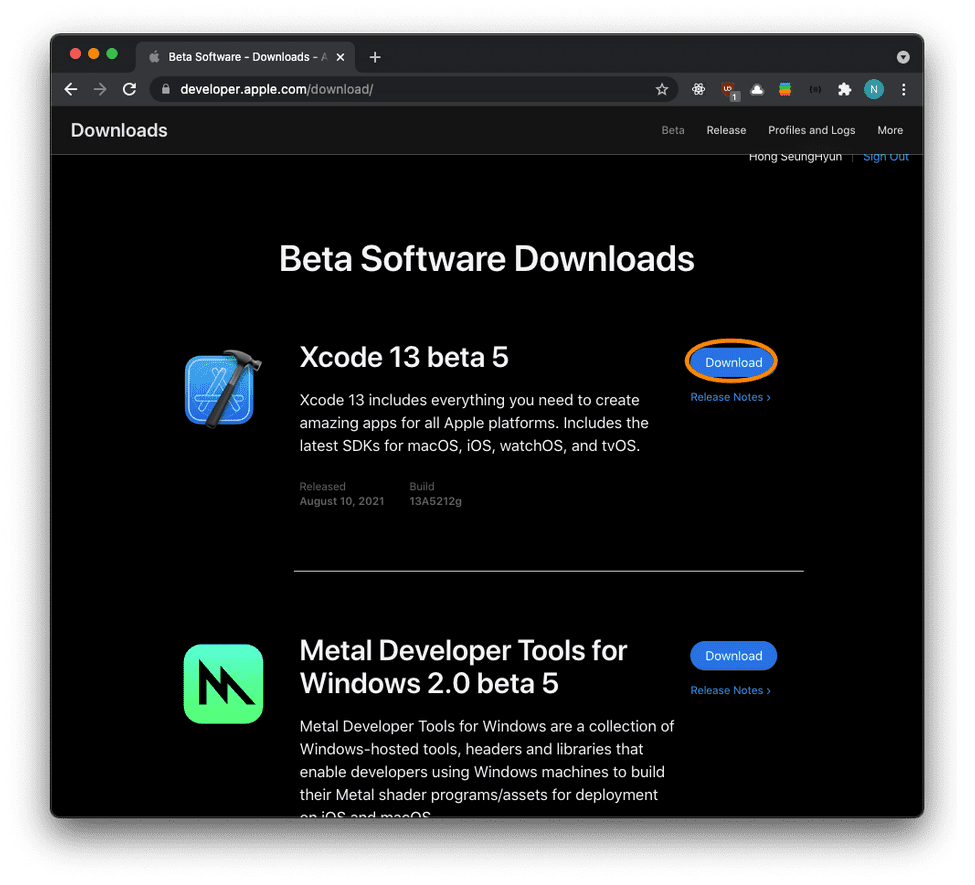 Beta Software - Downloads - A
developer.apple.com/download/
1
N
Downloads
Beta
Release
Profiles and Logs
More
Hong SeungHyun
Sign Out
Beta Software Downloads
Xcode 13 beta 5
Download
Xcode 13 includes everything you need to create
amazing apps for all Apple platforms. Includes the
latest SDKs for macOS, iOS, watchOS, and tvOS.
Release Notes ›
Released
Build
August 10, 2021
13A5212g
Metal Developer Tools for
Windows 2.0 beta 5
Download
Release Notes ›
Metal Developer Tools for Windows are a collection of
Windows-hosted tools, headers and libraries that
enable developers using Windows machines to build
their Metal shader programs/assets for deployment
on iOS and macOS.